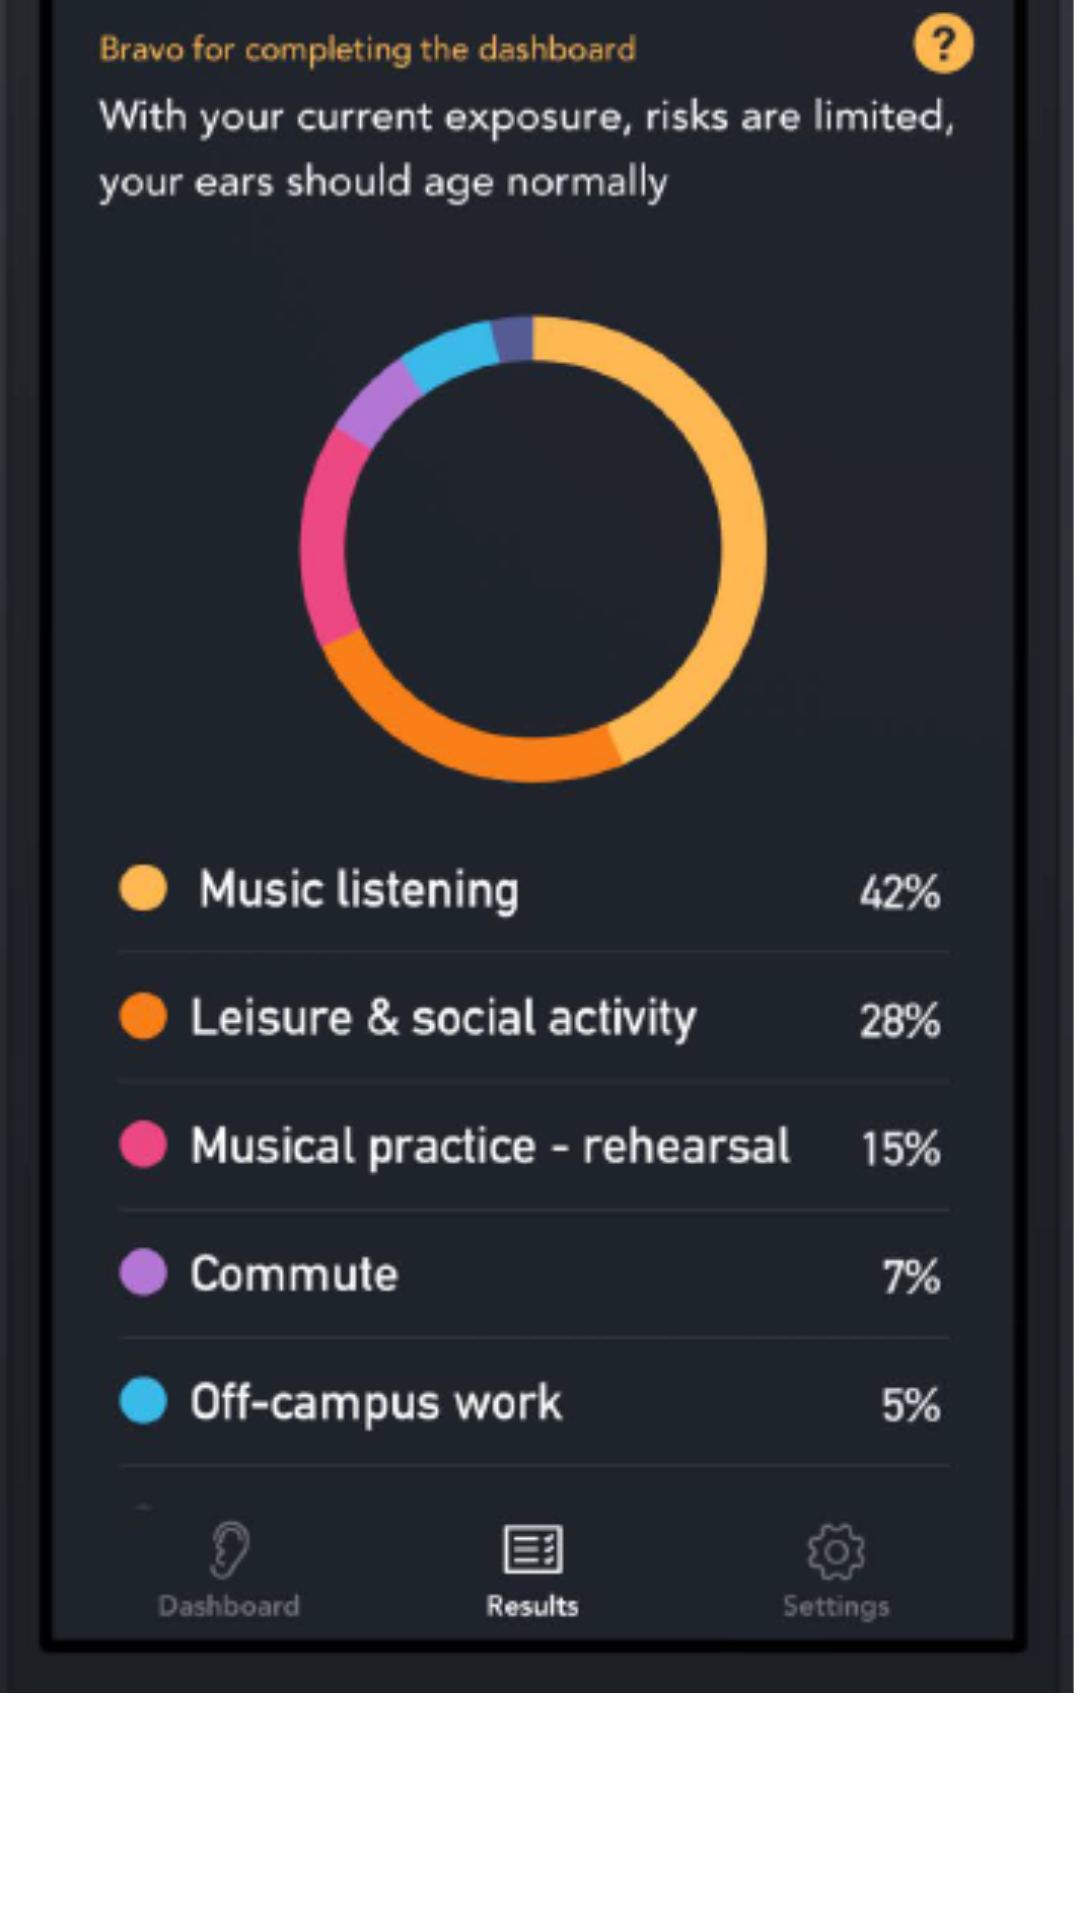 Bravo for completing the dashboard
?
With your current exposure, risks are limited,
your ears should age normally
Music listening 42%
Leisure & social activity 28%
Musical practice - rehearsal 15%
Commute 7%
Off-campus work 5%
Dashboard Results Settings